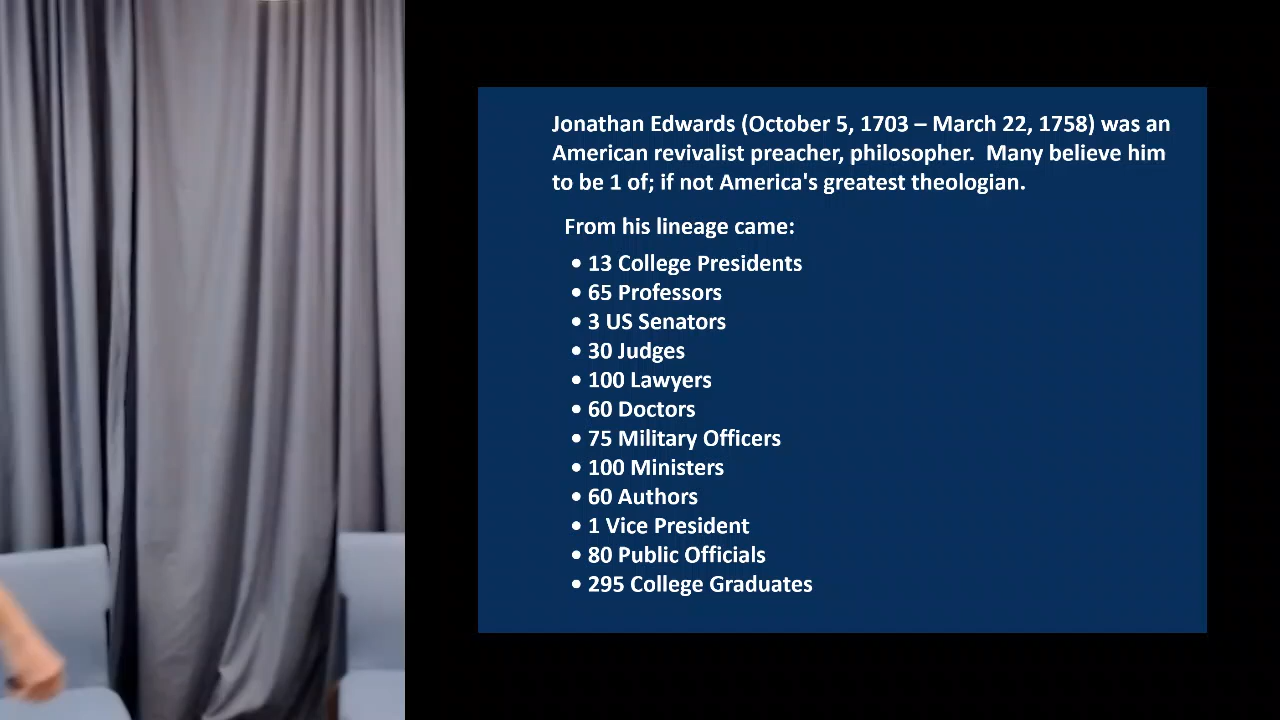 Jonathan Edwards (October 5, 1703 – March 22, 1758) was an
American revivalist preacher, philosopher.  Many believe him
to be 1 of; if not America's greatest theologian.
From his lineage came:
• 13 College Presidents
• 65 Professors
• 3 US Senators
• 30 Judges
• 100 Lawyers
• 60 Doctors
• 75 Military Officers
• 100 Ministers
• 60 Authors
• 1 Vice President
• 80 Public Officials
• 295 College Graduates